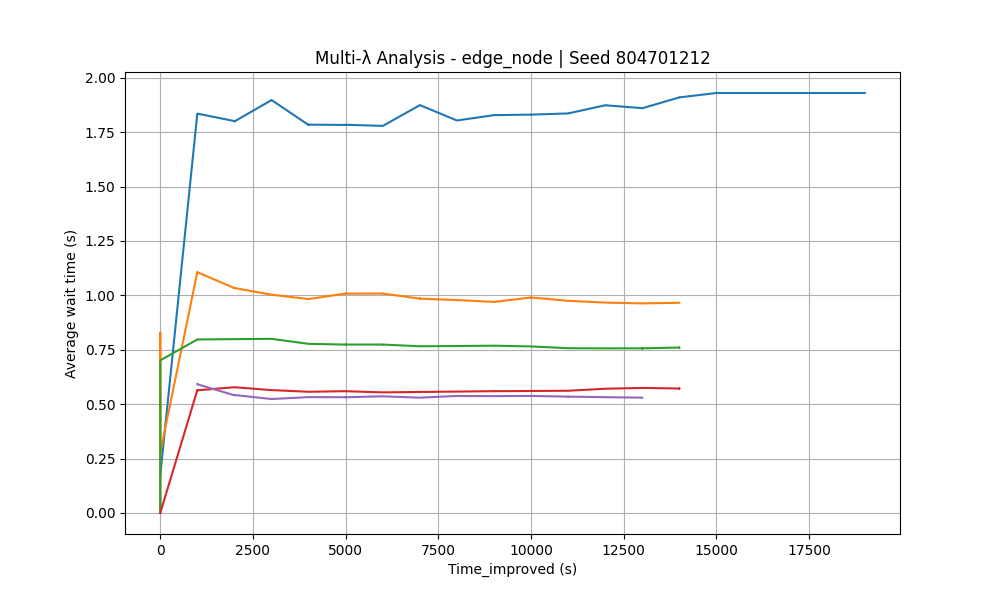 Multi-λ Analysis - edge_node | Seed 804701212
Average wait time (s)
2.00
1.75
1.50
1.25
1.00
0.75
0.50
0.25
0.00
0 2500 5000 7500 10000 12500 15000 17500
Time_improved (s)